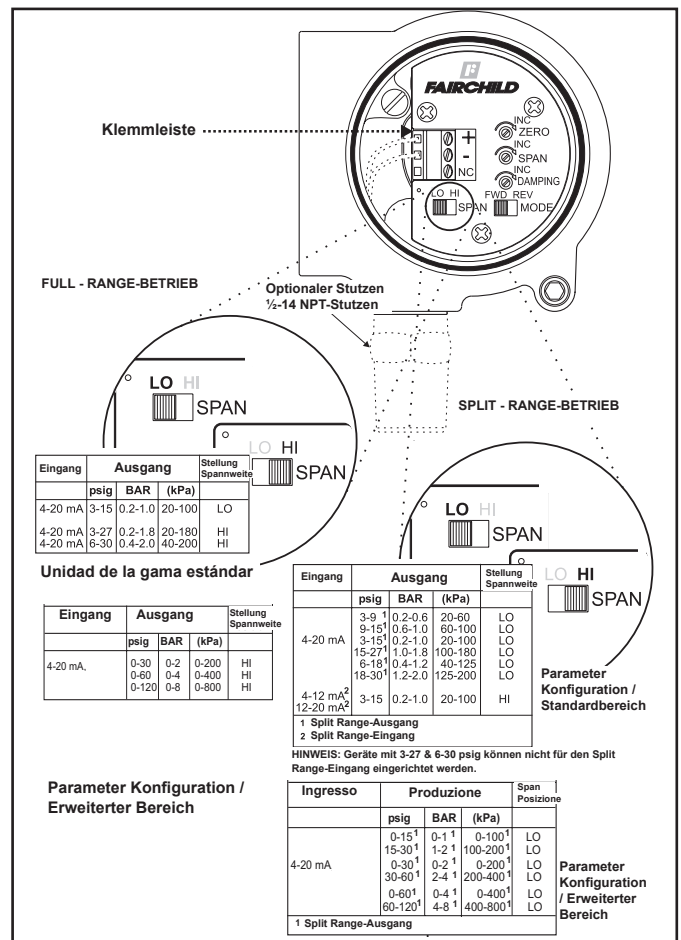 FAIRCHILD
Klemmleiste
+
-
NC
INC
ZERO
INC
SPAN
INC
DAMPING
LO HI
SPAN
FWD REV
MODE
FULL - RANGE-BETRIEB
Optionaler Stutzen
½-14 NPT-Stutzen
LO HI
SPAN
LO HI
SPAN
Eingang Ausgang Stellung Spannweite
psig BAR (kPa)
4-20 mA 3-15 0.2-1.0 20-100 LO
4-20 mA 3-27 0.2-1.8 20-180 HI
4-20 mA 6-30 0.4-2.0 40-200 HI
Unidad de la gama estándar
Eingang Ausgang Stellung Spannweite
psig BAR (kPa)
4-20 mA, 0-30 0-2 0-200 HI
0-60 0-4 0-400 HI
0-120 0-8 0-800 HI
Parameter Konfiguration /
Erweiterter Bereich
SPLIT - RANGE-BETRIEB
LO HI
SPAN
LO HI
SPAN
Eingang Ausgang Stellung Spannweite
psig BAR (kPa)
3-9 1 0.2-0.6 20-60 LO
9-15 1 0.6-1.0 60-100 LO
4-20 mA 3-15 1 0.2-1.0 20-100 LO
15-27 1 1.0-1.8 100-180 LO
6-18 1 0.4-1.2 40-125 LO
18-30 1 1.2-2.0 125-200 LO
4-12 mA 2
12-20 mA 2 3-15 0.2-1.0 20-100 HI
1 Split Range-Ausgang
2 Split Range-Eingang
Parameter
Konfiguration /
Standardbereich
HINWEIS: Geräte mit 3-27 & 6-30 psig können nicht für den Split
Range-Eingang eingerichtet werden.
Ingresso Produzione Span Posizione
psig BAR (kPa)
0-15 1 0-1 1 0-100 1 LO
15-30 1 1-2 1 100-200 1 LO
4-20 mA 0-30 1 0-2 1 0-200 1 LO
30-60 1 2-4 1 200-400 1 LO
0-60 1 0-4 1 0-400 1 LO
60-120 1 4-8 1 400-800 1 LO
1 Split Range-Ausgang
Parameter
Konfiguration
/ Erweiterter
Bereich